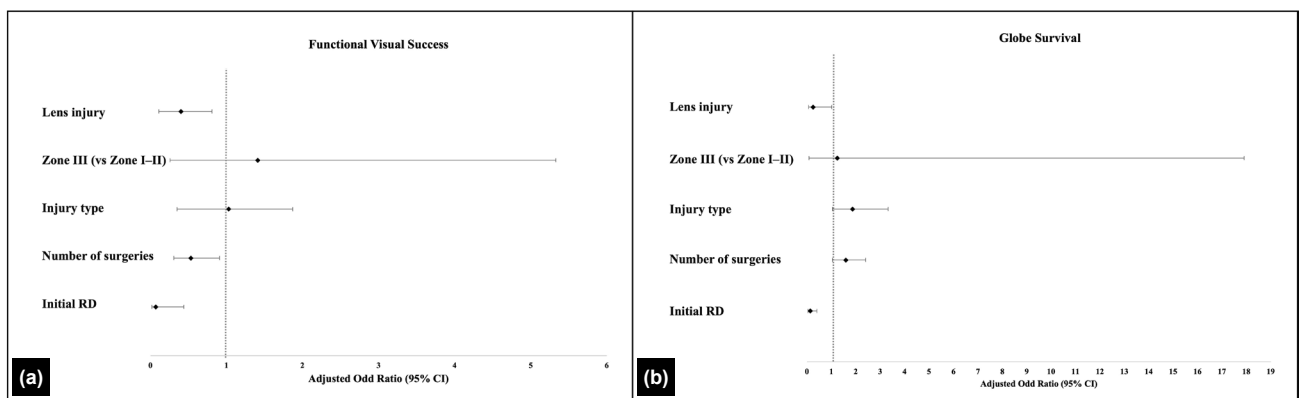 Functional Visual Success
Lens injury
Zone III (vs Zone I–II)
Injury type
Number of surgeries
Initial RD
0 1 2 3 4 5 6
Adjusted Odd Ratio (95% CI)
(a)
Globe Survival
Lens injury
Zone III (vs Zone I–II)
Injury type
Number of surgeries
Initial RD
0 1 2 3 4 5 6 7 8 9 10 11 12 13 14 15 16 17 18 19
Adjusted Odd Ratio (95% CI)
(b)